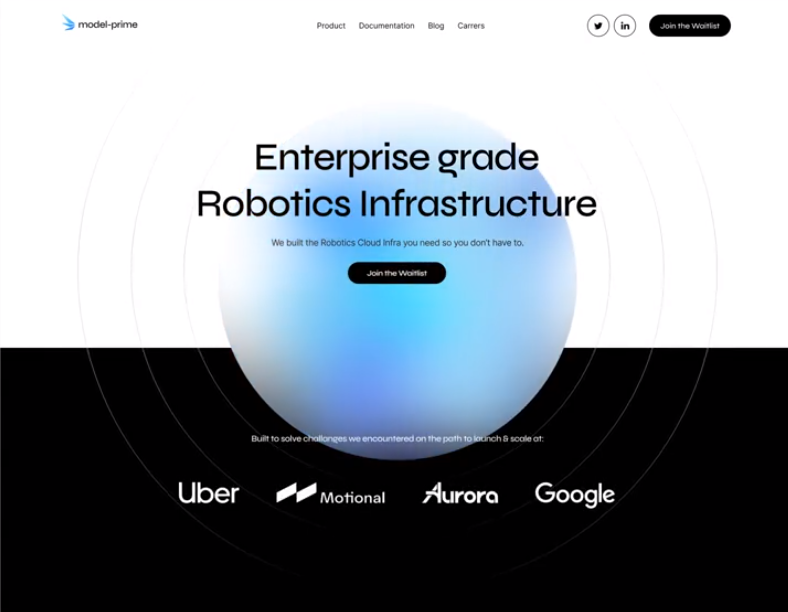 model-prime
Product Documentation Blog Carrers
in
Join the Waitlist
Enterprise grade
Robotics Infrastructure
We built the Robotics Cloud Infra you need so you don't have to.
Join the Waitlist
Built to solve challanges we encountered on the path to launch & scale at:
Uber Motional Aurora Google